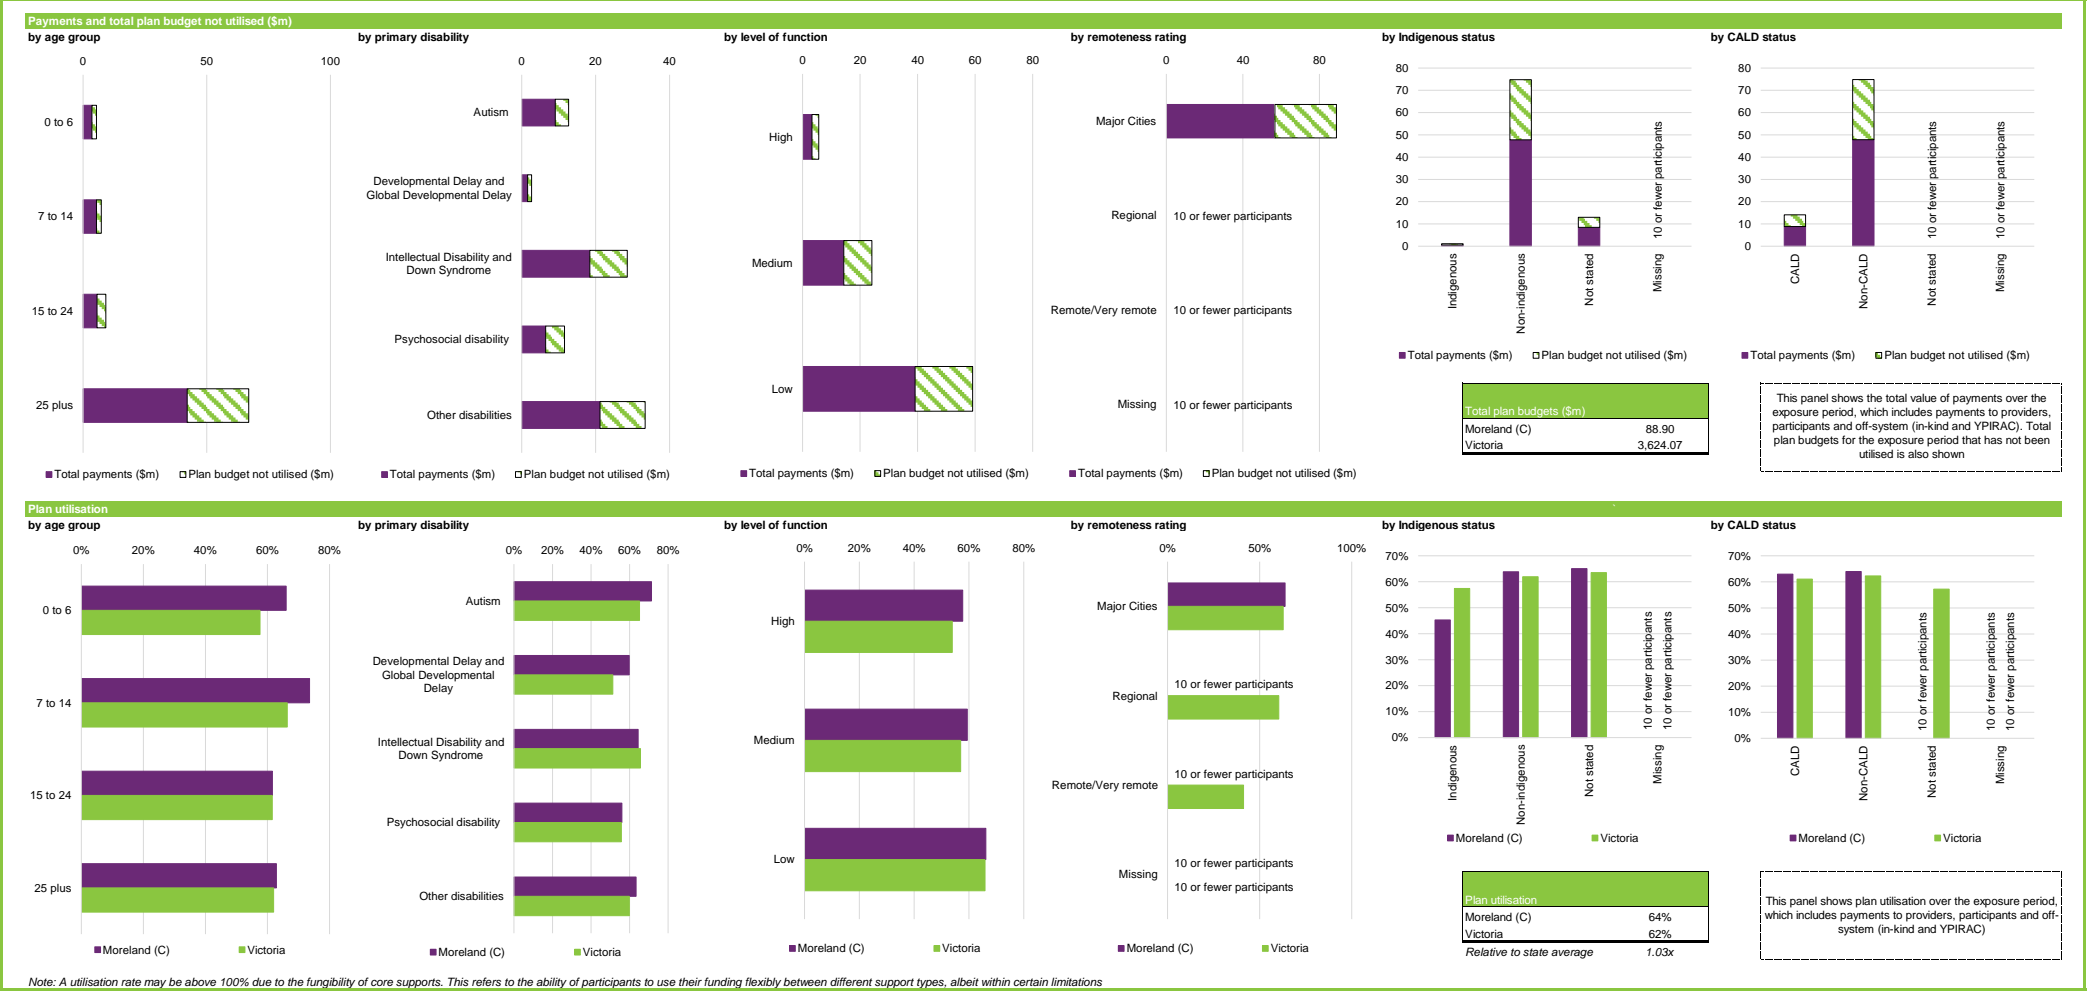 Payments and total plan budget not utilised ($m)
by age group
0 50 100
0 to 6
7 to 14
15 to 24
25 plus
Total payments ($m) Plan budget not utilised ($m)
by primary disability
0 20 40
Autism
Developmental Delay and
Global Developmental Delay
Intellectual Disability and
Down Syndrome
Psychosocial disability
Other disabilities
Total payments ($m) Plan budget not utilised ($m)
by level of function
0 20 40 60 80
High
Medium
Low
Total payments ($m) Plan budget not utilised ($m)
by remoteness rating
0 40 80
Major Cities
Regional 10 or fewer participants
Remote/Very remote 10 or fewer participants
Missing 10 or fewer participants
Total payments ($m) Plan budget not utilised ($m)
by Indigenous status
80
70
60
50
40
30
20
10
0
10 or fewer participants
Indigenous
Non-indigenous
Not stated
Missing
Total payments ($m) Plan budget not utilised ($m)
by CALD status
80
70
60
50
40
30
20
10
0
10 or fewer participants
10 or fewer participants
CALD
Non-CALD
Not stated
Missing
Total payments ($m) Plan budget not utilised ($m)
Total plan budgets ($m)
Moreland (C) 88.90
Victoria 3,624.07
This panel shows the total value of payments over the
exposure period, which includes payments to providers,
participants and off-system (in-kind and YPIRAC). Total
plan budgets for the exposure period that has not been
utilised is also shown
Plan utilisation
by age group
0% 20% 40% 60% 80%
0 to 6
7 to 14
15 to 24
25 plus
Moreland (C) Victoria
by primary disability
0% 20% 40% 60% 80%
Autism
Developmental Delay and
Global Developmental
Delay
Intellectual Disability and
Down Syndrome
Psychosocial disability
Other disabilities
Moreland (C) Victoria
by level of function
0% 20% 40% 60% 80%
High
Medium
Low
Moreland (C) Victoria
by remoteness rating
0% 50% 100%
Major Cities
10 or fewer participants
Regional
10 or fewer participants
Remote/Very remote
10 or fewer participants
Missing
10 or fewer participants
Moreland (C) Victoria
by Indigenous status
70%
60%
50%
40%
30%
20%
10%
0%
10 or fewer participants
10 or fewer participants
Indigenous
Non-indigenous
Not stated
Missing
Moreland (C) Victoria
by CALD status
70%
60%
50%
40%
30%
20%
10%
0%
10 or fewer participants
10 or fewer participants
10 or fewer participants
CALD
Non-CALD
Not stated
Missing
Moreland (C) Victoria
Plan utilisation
Moreland (C) 64%
Victoria 62%
Relative to state average 1.03x
This panel shows plan utilisation over the exposure period,
which includes payments to providers, participants and off-
system (in-kind and YPIRAC)
Note: A utilisation rate may be above 100% due to the fungibility of core supports. This refers to the ability of participants to use their funding flexibly between different support types, albeit within certain limitations